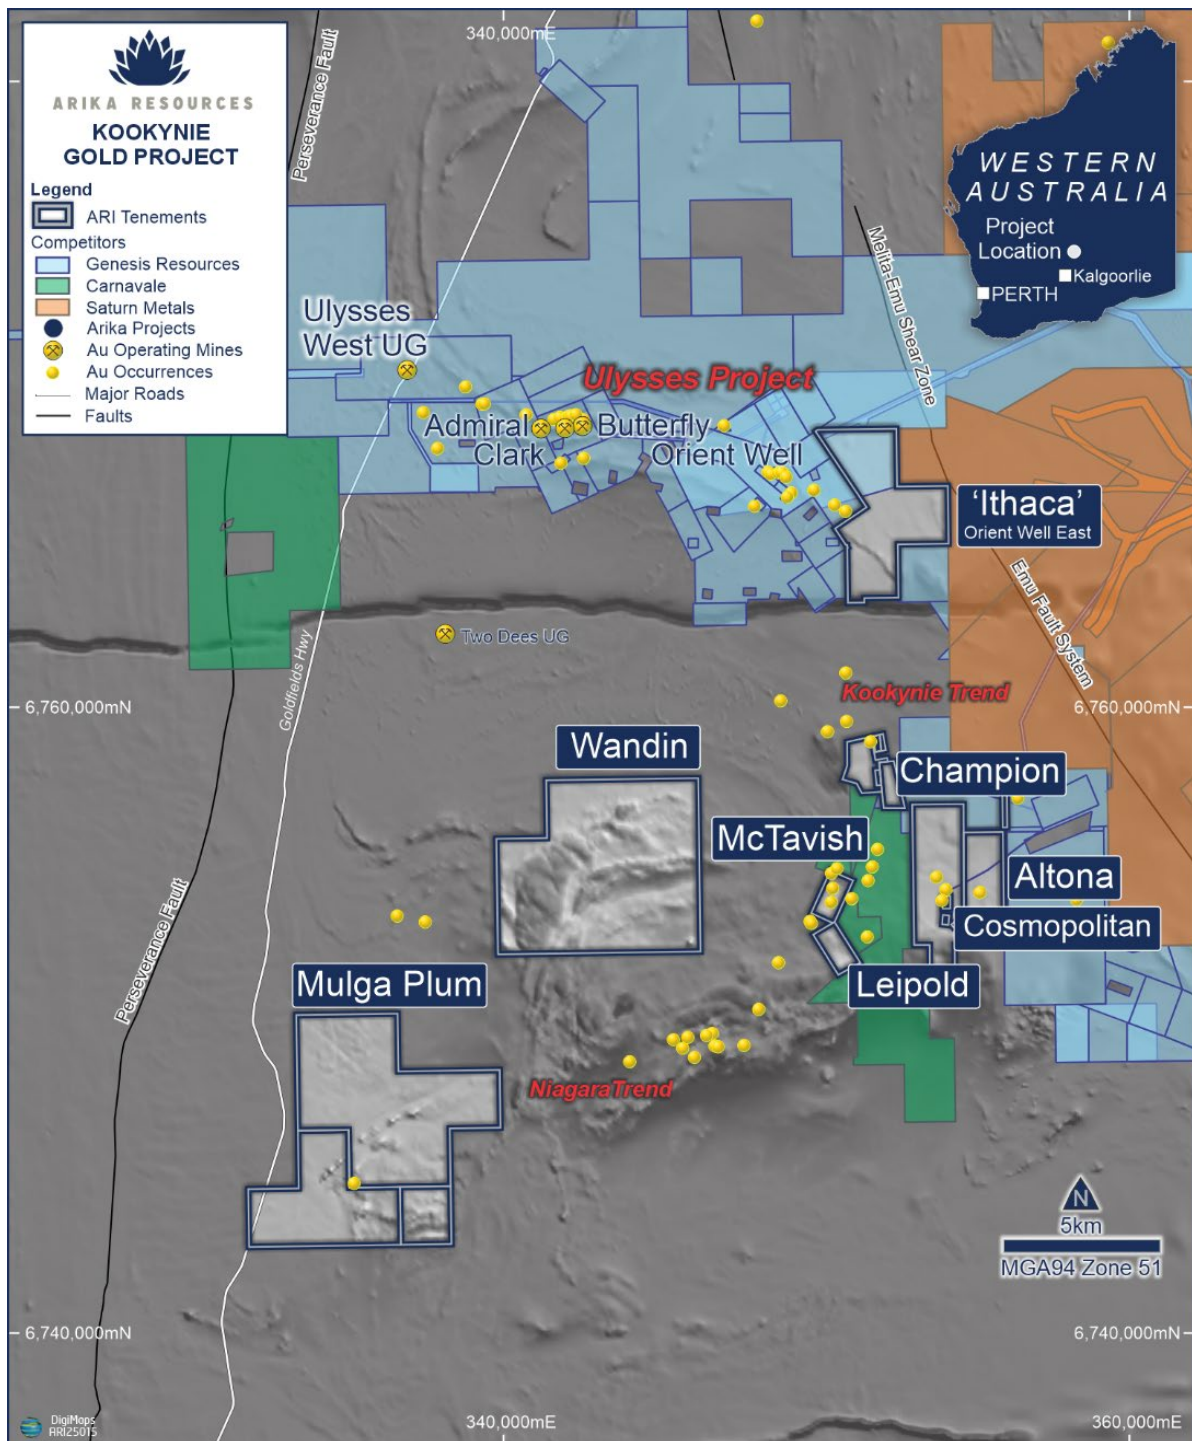 ARIKA RESOURCES
KOOKYNIE
GOLD PROJECT
Legend
ARI Tenements
Competitors
Genesis Resources
Carnavale
Saturn Metals
Arika Projects
Au Operating Mines
Au Occurrences
Major Roads
Faults
340,000mE
Perseverance Fault
WESTERN
AUSTRALIA
Project
Location
Kalgoorlie
PERTH
Melita-Emu Shear Zone
Ulysses
West UG
Ulysses Project
Admiral
Butterfly
Clark
Orient Well
'Ithaca'
Orient Well East
Emu Fault System
Two Dees UG
Goldfields Hwy
Kookynie Trend
6,760,000mN
6,760,000mN
Wandin
Champion
McTavish
Altona
Cosmopolitan
Perseverance Fault
Mulga Plum
Leipold
NiagaraTrend
N
5km
MGA94 Zone 51
6,740,000mN
6,740,000mN
DigiMaps
ARI25015
340,000mE
360,000mE